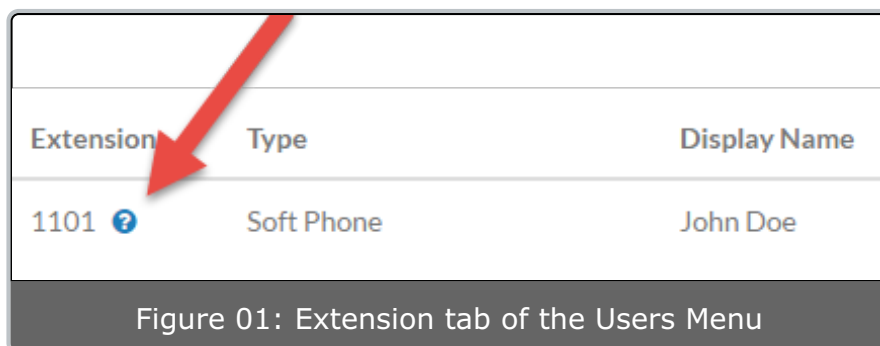 Extension Type Display Name
1101 Soft Phone John Doe
Figure 01: Extension tab of the Users Menu